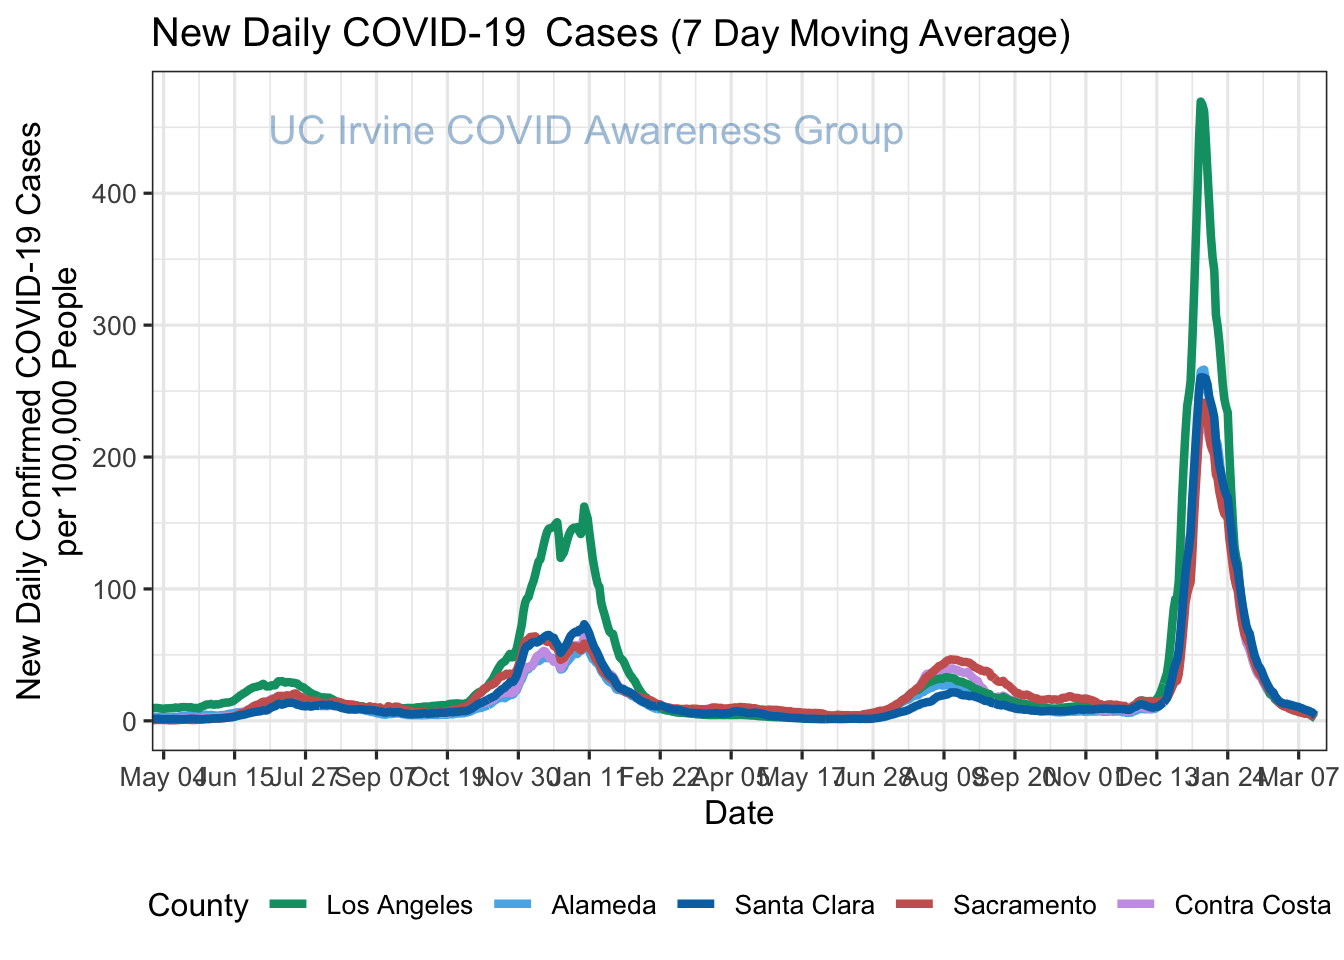 New Daily COVID-19 Cases (7 Day Moving Average)
UC Irvine COVID Awareness Group
New Daily Confirmed COVID-19 Cases
per 100,000 People
400
300
200
100
0
May 04 Jun 15 Jul 27 Sep 07 Oct 19 Nov 30 Jan 11 Feb 22 Apr 05 May 17 Jun 28 Aug 09 Sep 20 Nov 01 Dec 13 Jan 24 Mar 07
Date
County Los Angeles Alameda Santa Clara Sacramento Contra Costa